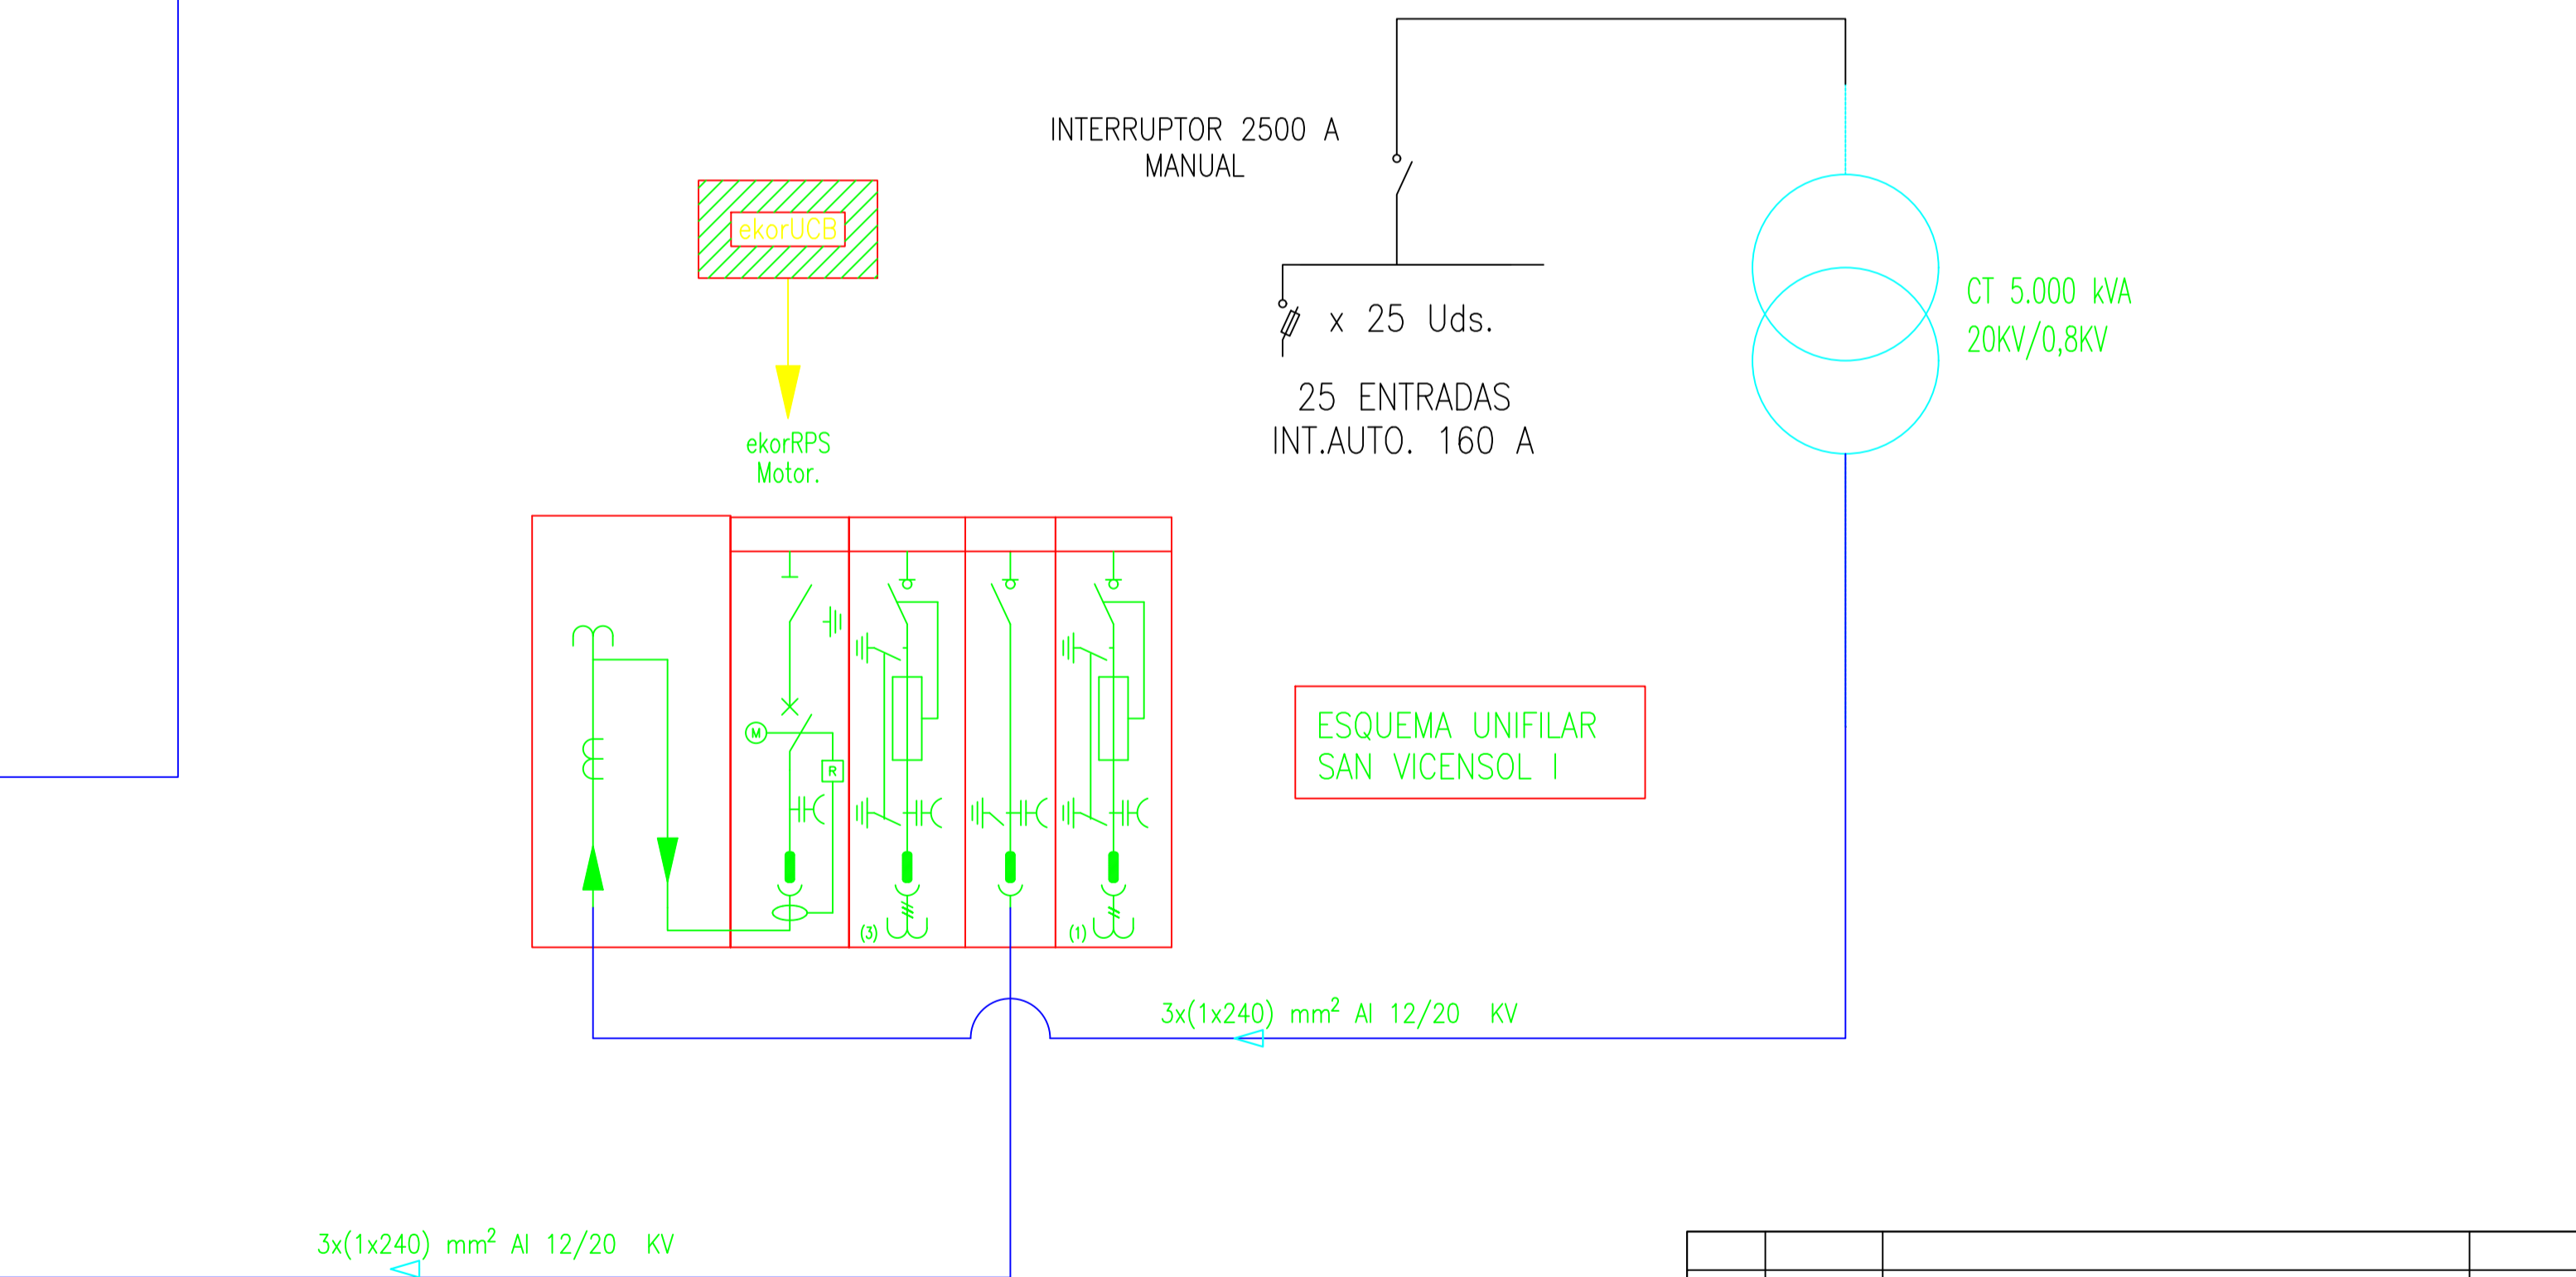 INTERRUPTOR 2500 A
MANUAL
ekorUCB
x 25 Uds.
CT 5.000 kVA
20KV/0,8KV
25 ENTRADAS
INT.AUTO. 160 A
ekorRPS
Motor.
M
R
ESQUEMA UNIFILAR
SAN VICENSOL I
(3)
(1)
3x(1x240) mm² Al 12/20 KV
3x(1x240) mm² Al 12/20 KV